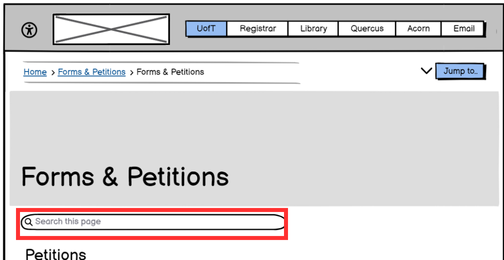 UofT Registrar Library Quercus Acorn Email
Home > Forms & Petitions > Forms & Petitions
Jump to..
Forms & Petitions
Search this page
Petitions